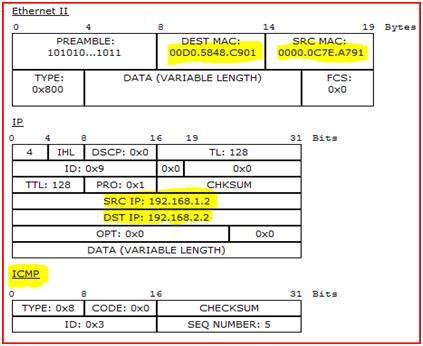 Ethernet II
0 4 8 14 19 Bytes
PREAMBLE: DEST MAC: SRC MAC:
101010...1011 00D0.5848.C901 0000.0C7E.A791
TYPE: DATA (VARIABLE LENGTH) FCS:
0x800 0x0
IP
0 4 8 16 19 31 Bits
4 IHL DSCP: 0x0 TL: 128
ID: 0x9 0x0 0x0
TTL: 128 PRO: 0x1 CHKSUM
SRC IP: 192.168.1.2
DST IP: 192.168.2.2
OPT: 0x0 0x0
DATA (VARIABLE LENGTH)
ICMP
0 8 16 31 Bits
TYPE: 0x8 CODE: 0x0 CHECKSUM
ID: 0x3 SEQ NUMBER: 5